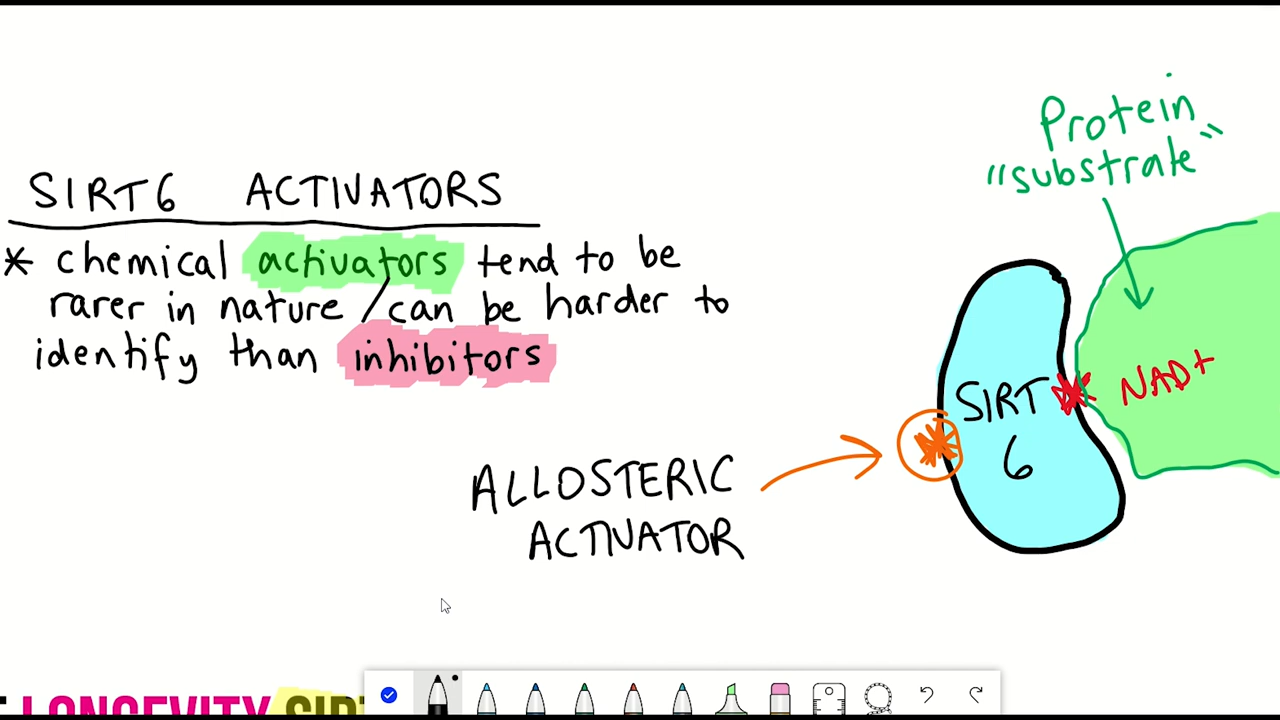 SIRT6 ACTIVATORS
* chemical activators tend to be
rarer in nature / can be harder to
identify than inhibitors
ALLOSTERIC
ACTIVATOR
Protein
"substrate"
SIRT
6
NAD+
LONGEVITY